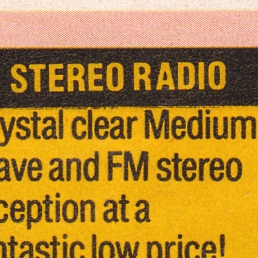 STEREO RADIO
ystal clear Medium
ave and FM stereo
ception at a
ntastic low price!